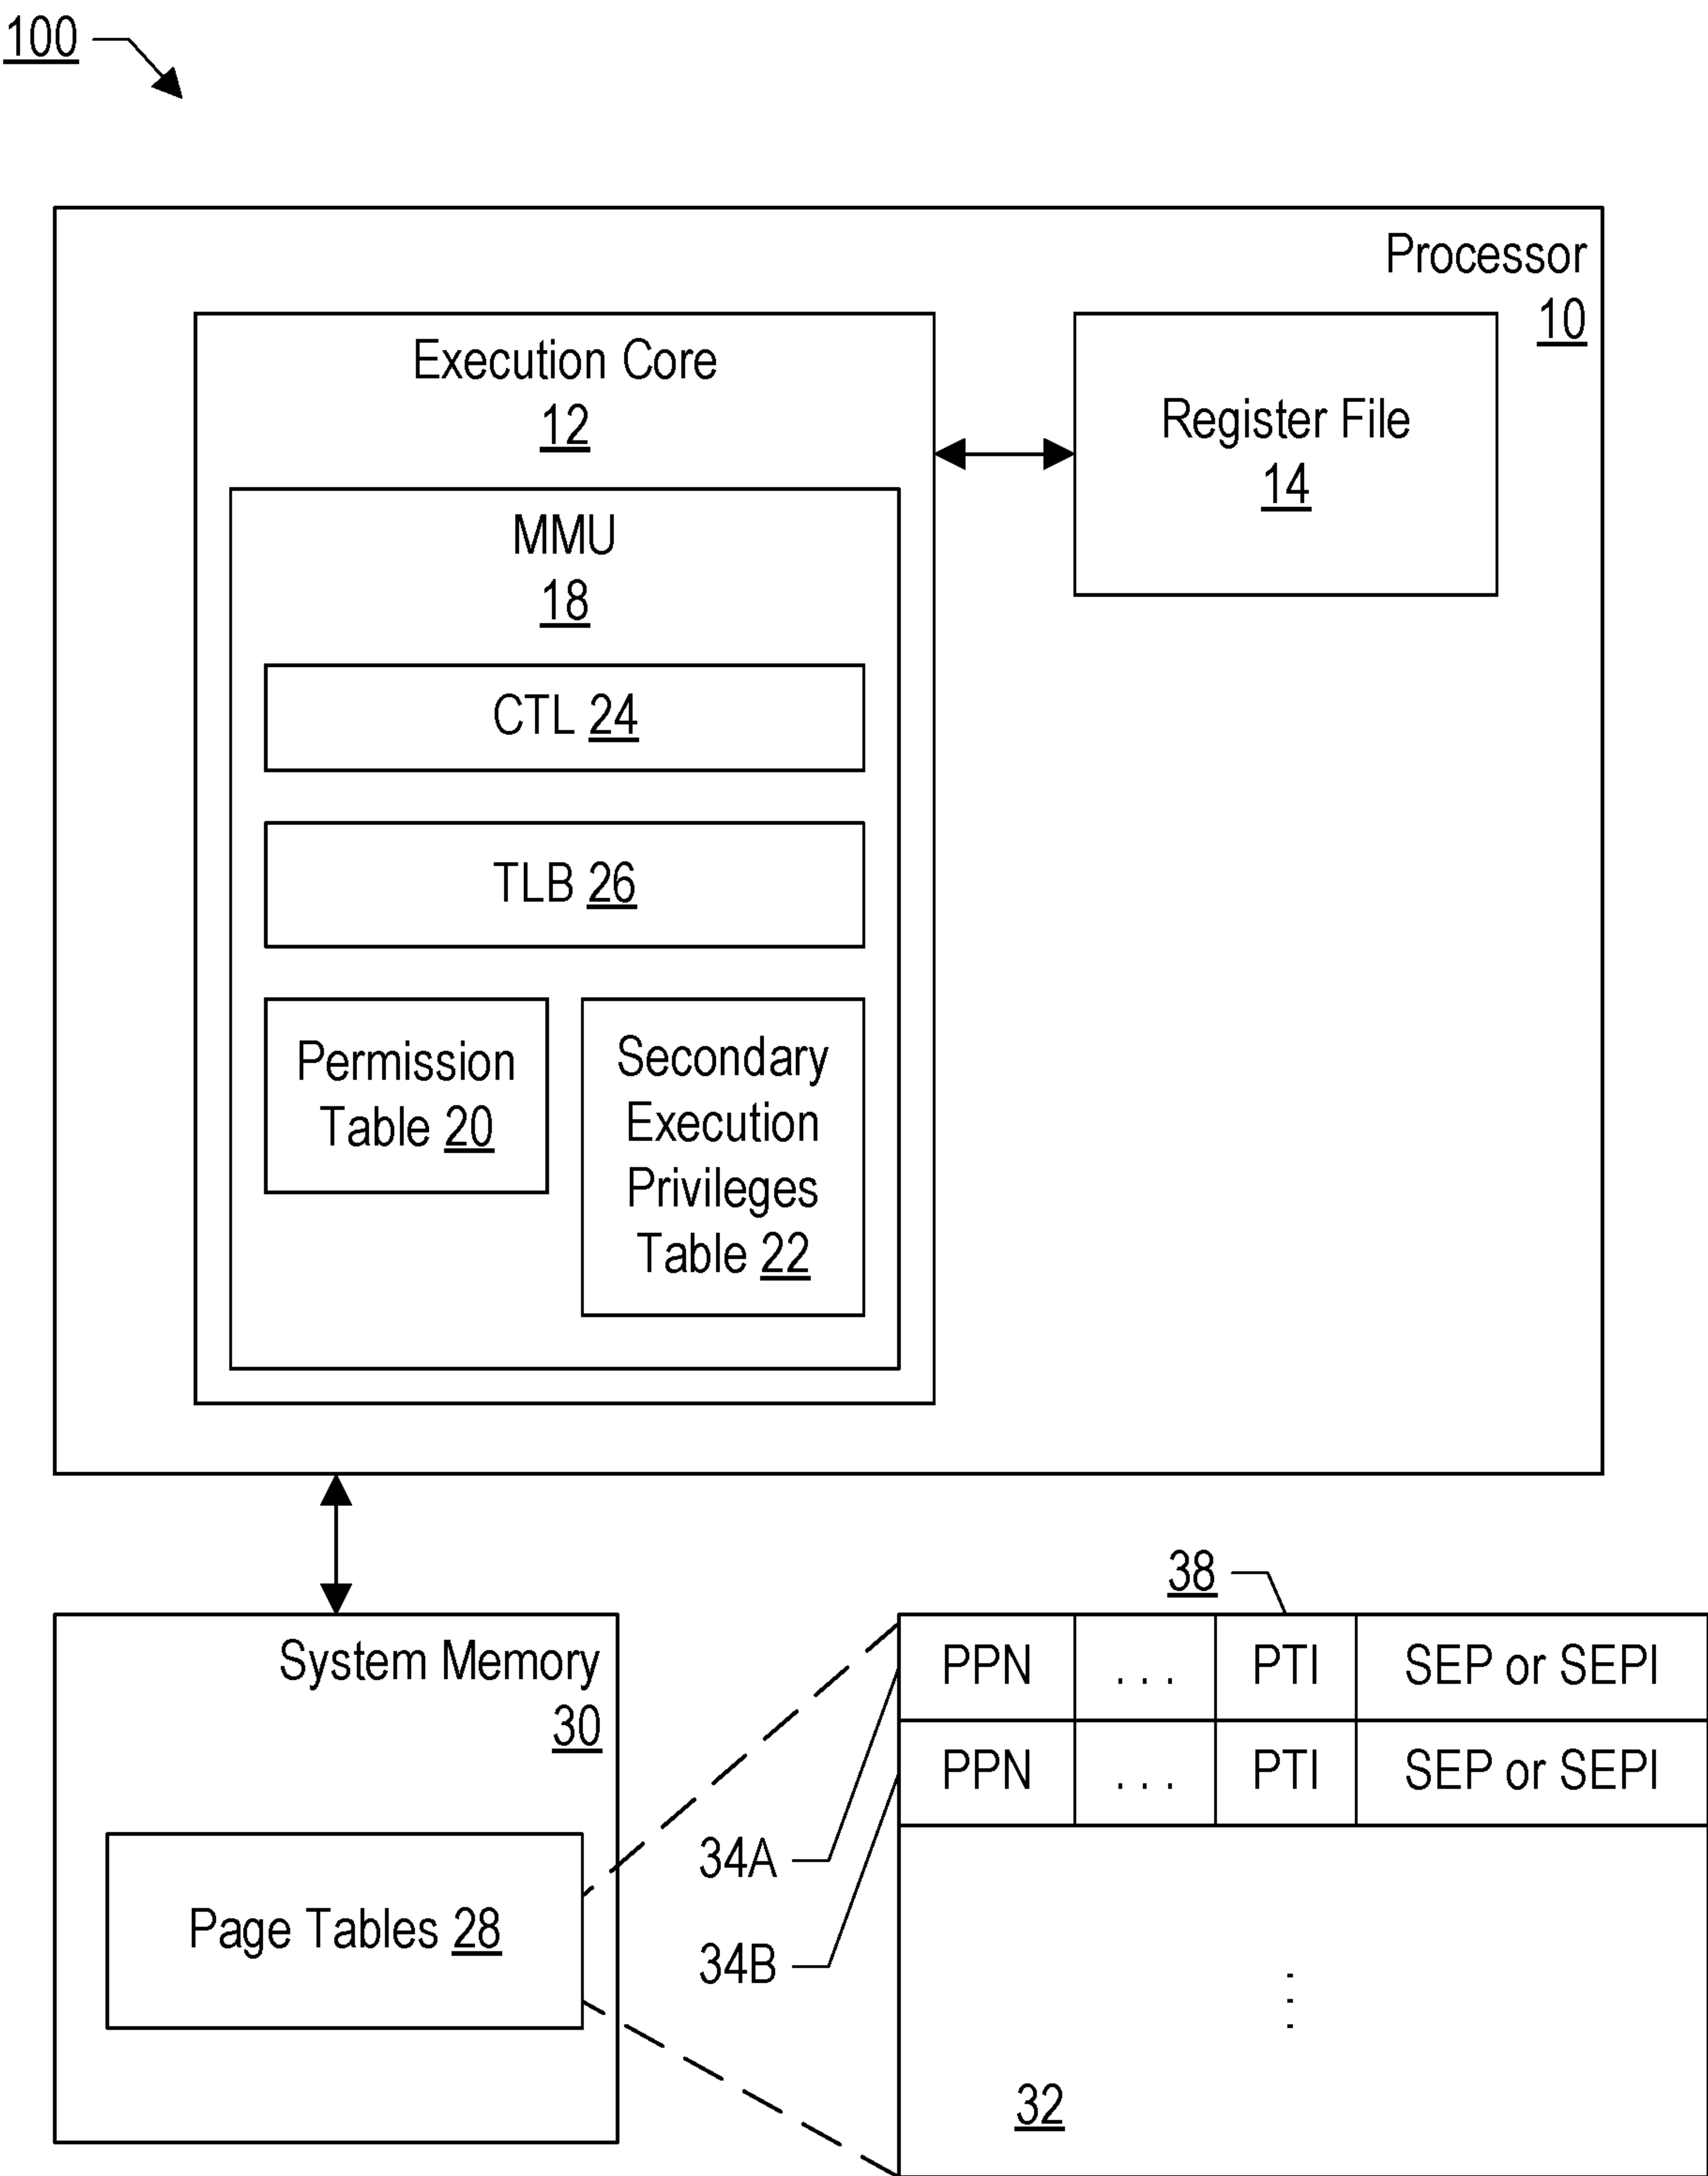 100
Processor
10
Execution Core
12
Register File
14
MMU
18
CTL 24
TLB 26
Permission
Table 20
Secondary
Execution
Privileges
Table 22
38
System Memory
30
PPN . . . PTI SEP or SEPI
PPN . . . PTI SEP or SEPI
34A
34B
Page Tables 28
32